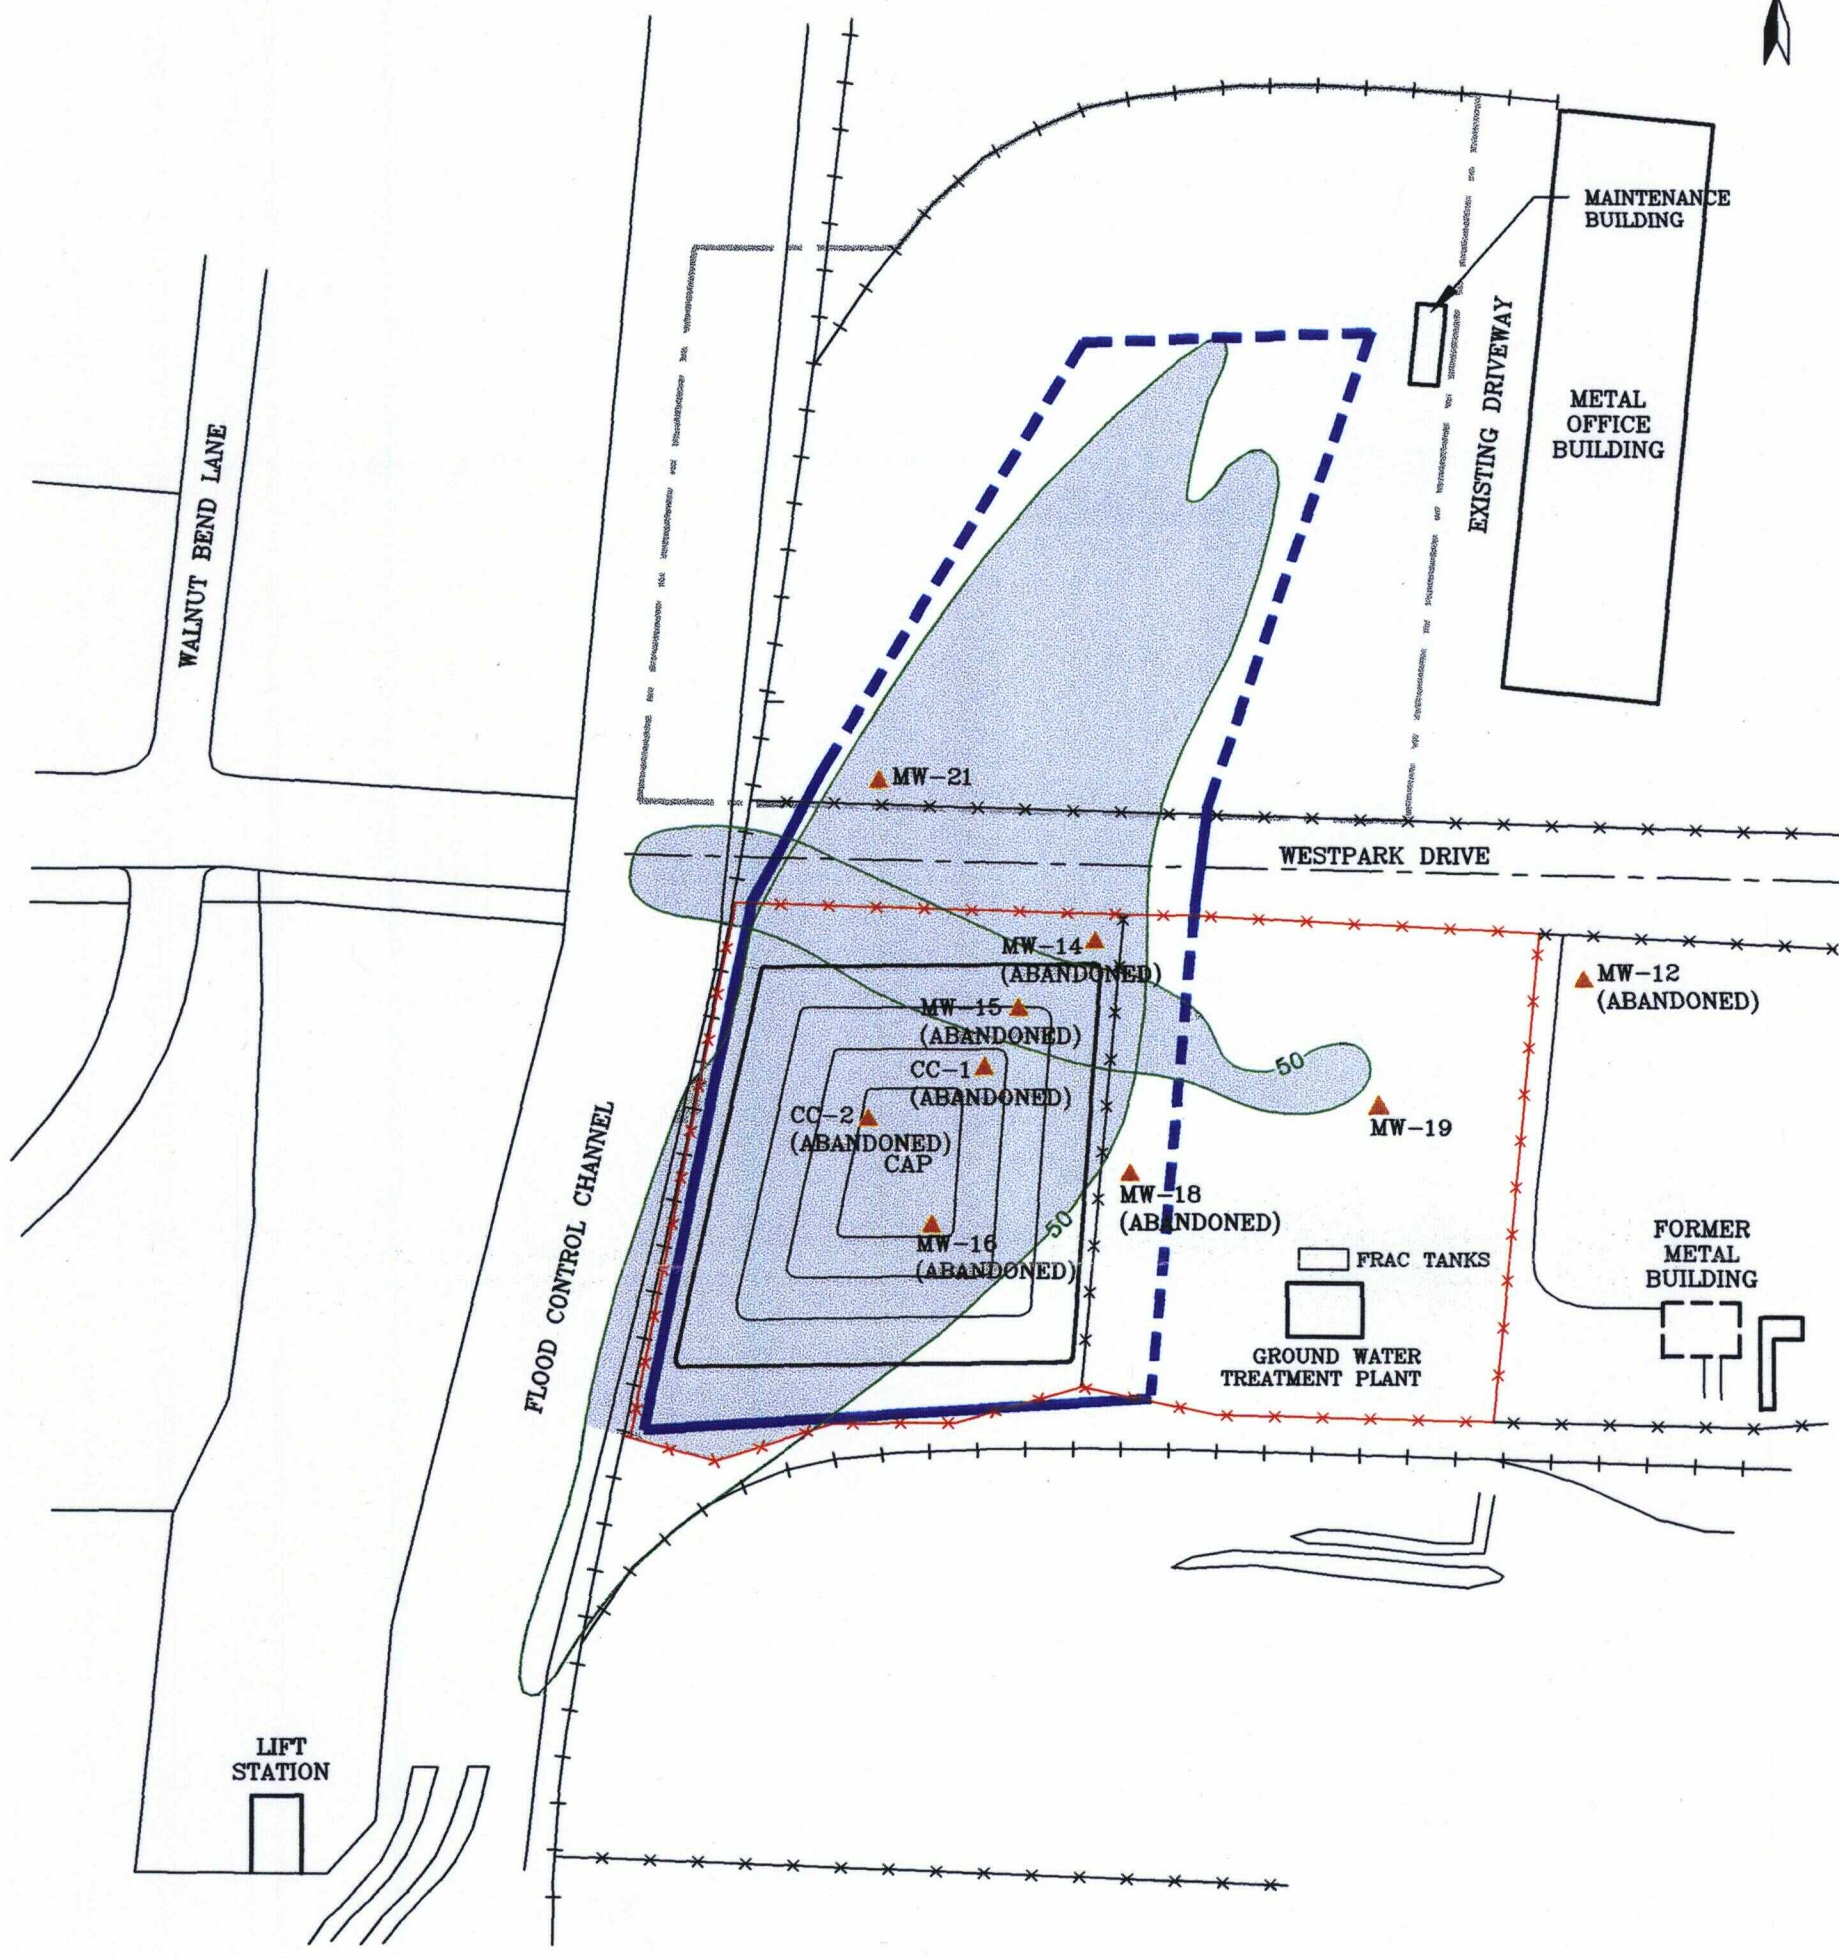 MAINTENANCE
BUILDING
EXISTING DRIVEWAY
METAL
OFFICE
BUILDING
WALNUT BEND LANE
MW-21
WESTPARK DRIVE
MW-14
(ABANDONED)
MW-12
(ABANDONED)
MW-15
(ABANDONED)
50
CC-1
(ABANDONED)
CC-2
(ABANDONED)
CAP
MW-19
MW-18
(ABANDONED)
50
MW-16
(ABANDONED)
FLOOD CONTROL CHANNEL
FRAC TANKS
FORMER
METAL
BUILDING
GROUND WATER
TREATMENT PLANT
LIFT
STATION